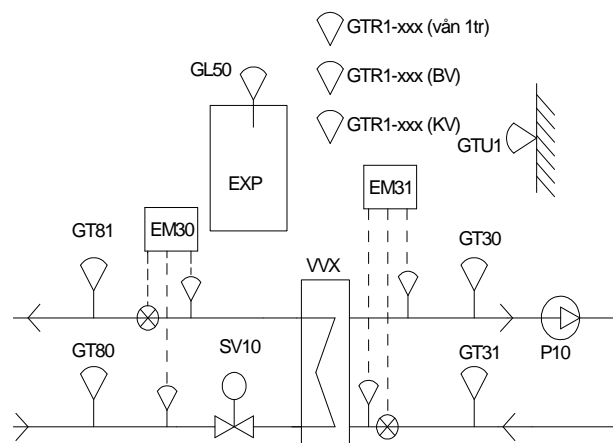 GTR1-xxx (vån 1tr)
GL50
GTR1-xxx (BV)
GTR1-xxx (KV)
GTU1
EXP
EM31
EM30
GT81
GT30
VVX
GT80
SV10
GT31
P10